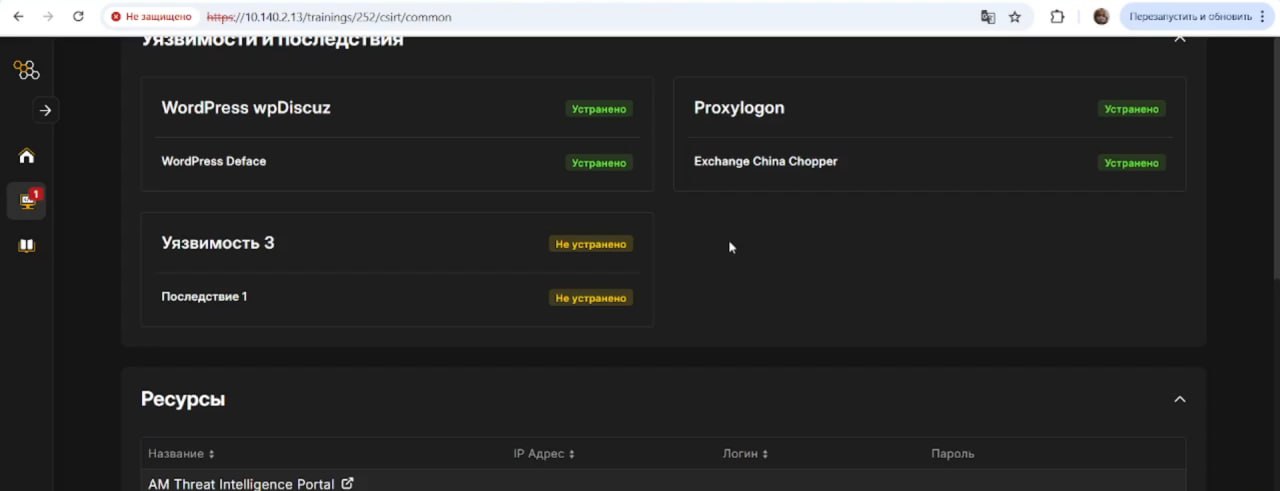 Не защищено https://10.140.2.13/trainings/252/csirt/common Перезапустить и обновить
Уязвимости и последствия
WordPress wpDiscuz Устранено
WordPress Deface Устранено
Proxylogon Устранено
Exchange China Chopper Устранено
1
Уязвимость 3 Не устранено
Последствие 1 Не устранено
Ресурсы
Название IP Адрес Логин Пароль
AM Threat Intelligence Portal